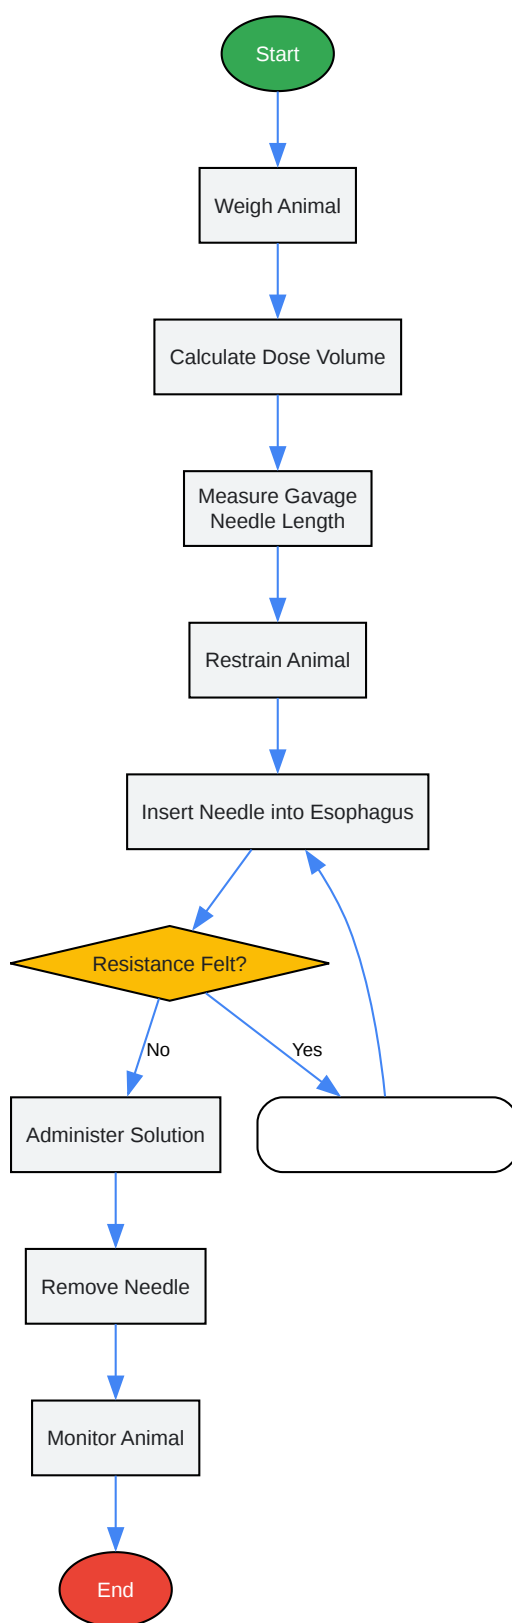 Start
Weigh Animal
Calculate Dose Volume
Measure Gavage
Needle Length
Restrain Animal
Insert Needle into Esophagus
Resistance Felt?
No
Yes
Administer Solution
Remove Needle
Monitor Animal
End